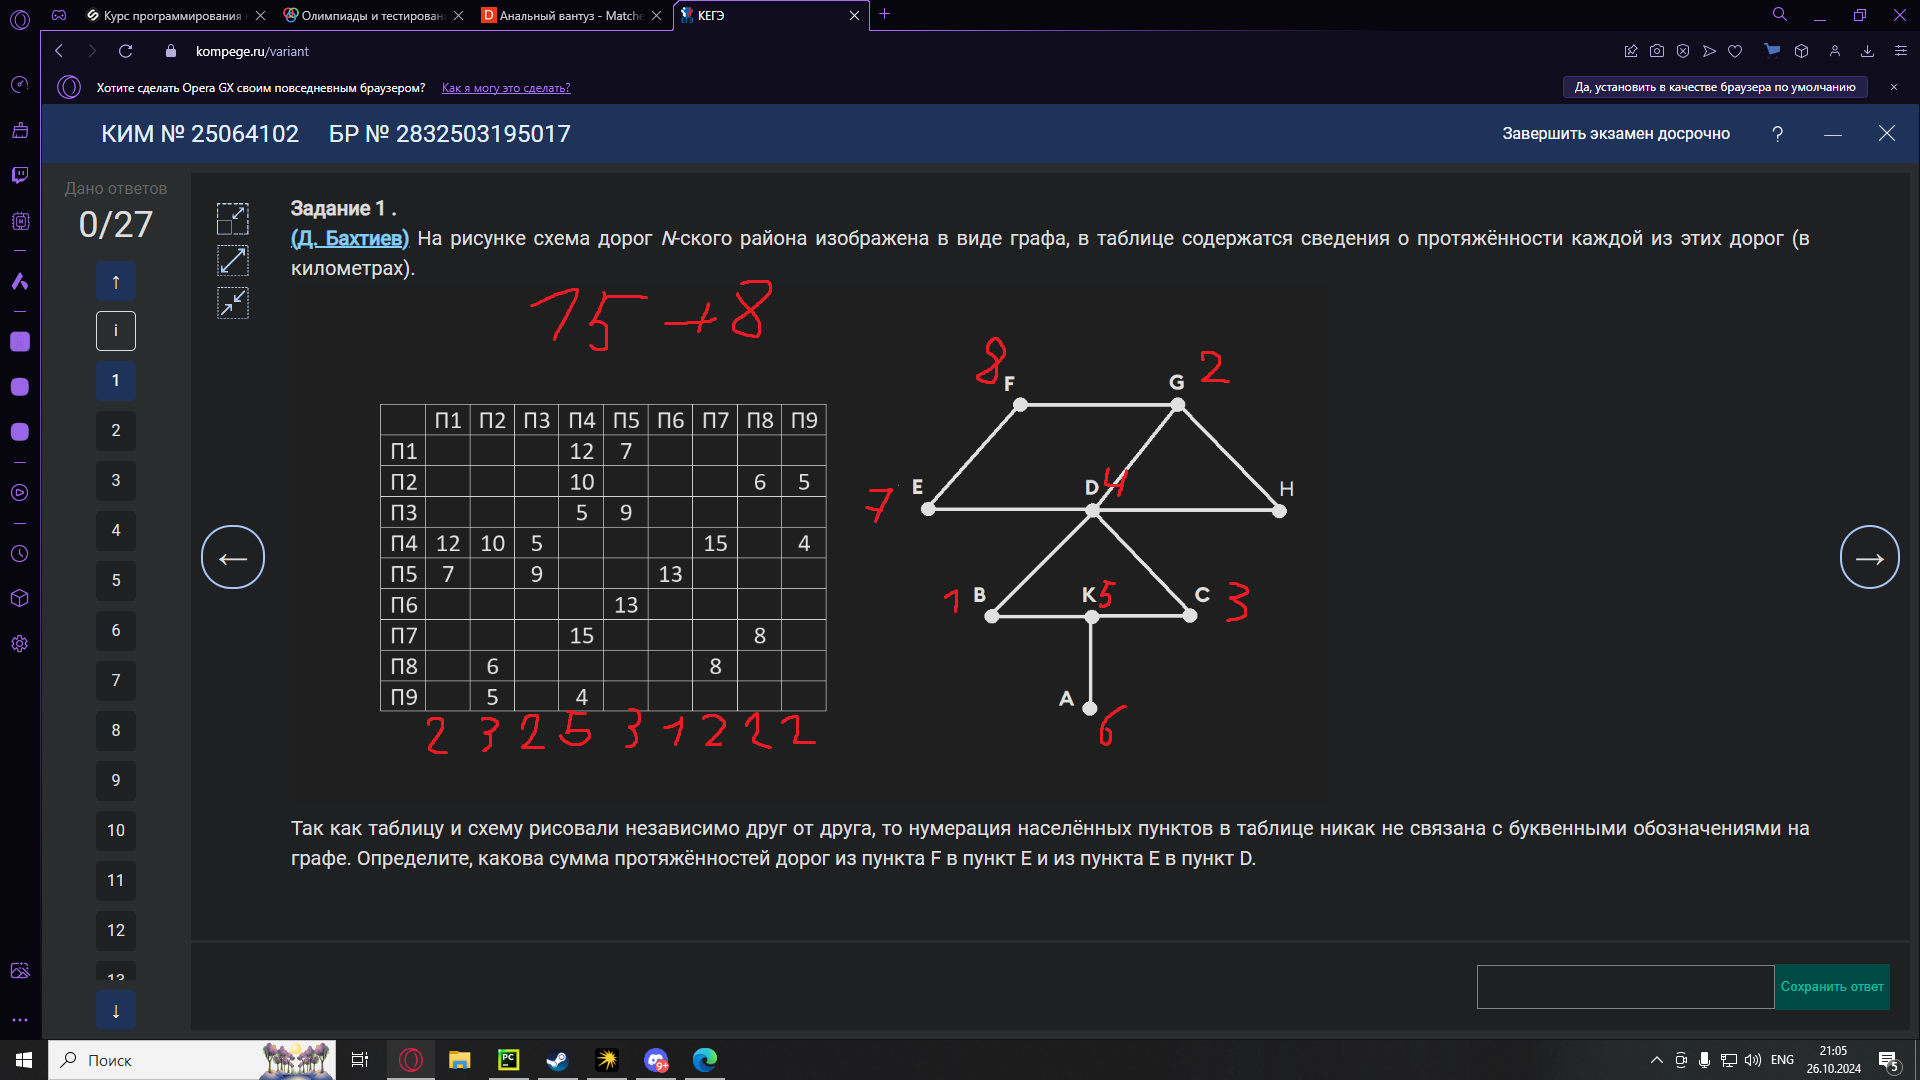 Курс программирования
Олимпиады и тестирован
Анальный вантуз - Matche
КЕГЭ
kompege.ru/variant
Хотите сделать Opera GX своим повседневным браузером? Как я могу это сделать?
Да, установить в качестве браузера по умолчанию
КИМ № 25064102 БР № 2832503195017
Завершить экзамен досрочно ?
Дано ответов
0/27
↑
i
1
2
3
4
5
6
7
8
9
10
11
12
13
↓
Задание 1 .
(Д. Бахтиев) На рисунке схема дорог N-ского района изображена в виде графа, в таблице содержатся сведения о протяжённости каждой из этих дорог (в
километрах).
15 + 8
П1 П2 П3 П4 П5 П6 П7 П8 П9
П1 12 7
П2 10 6 5
П3 5 9
П4 12 10 5 15 4
П5 7 9 13
П6 13
П7 15 8
П8 6 8
П9 5 4
2 3 2 5 3 1 2 2 2
8 F G 2
7 E D 4 H
1 B K 5 C 3
A 6
Так как таблицу и схему рисовали независимо друг от друга, то нумерация населённых пунктов в таблице никак не связана с буквенными обозначениями на
графе. Определите, какова сумма протяжённостей дорог из пункта F в пункт E и из пункта E в пункт D.
Сохранить ответ
Поиск
PC
9+
ENG
21:05
26.10.2024
5